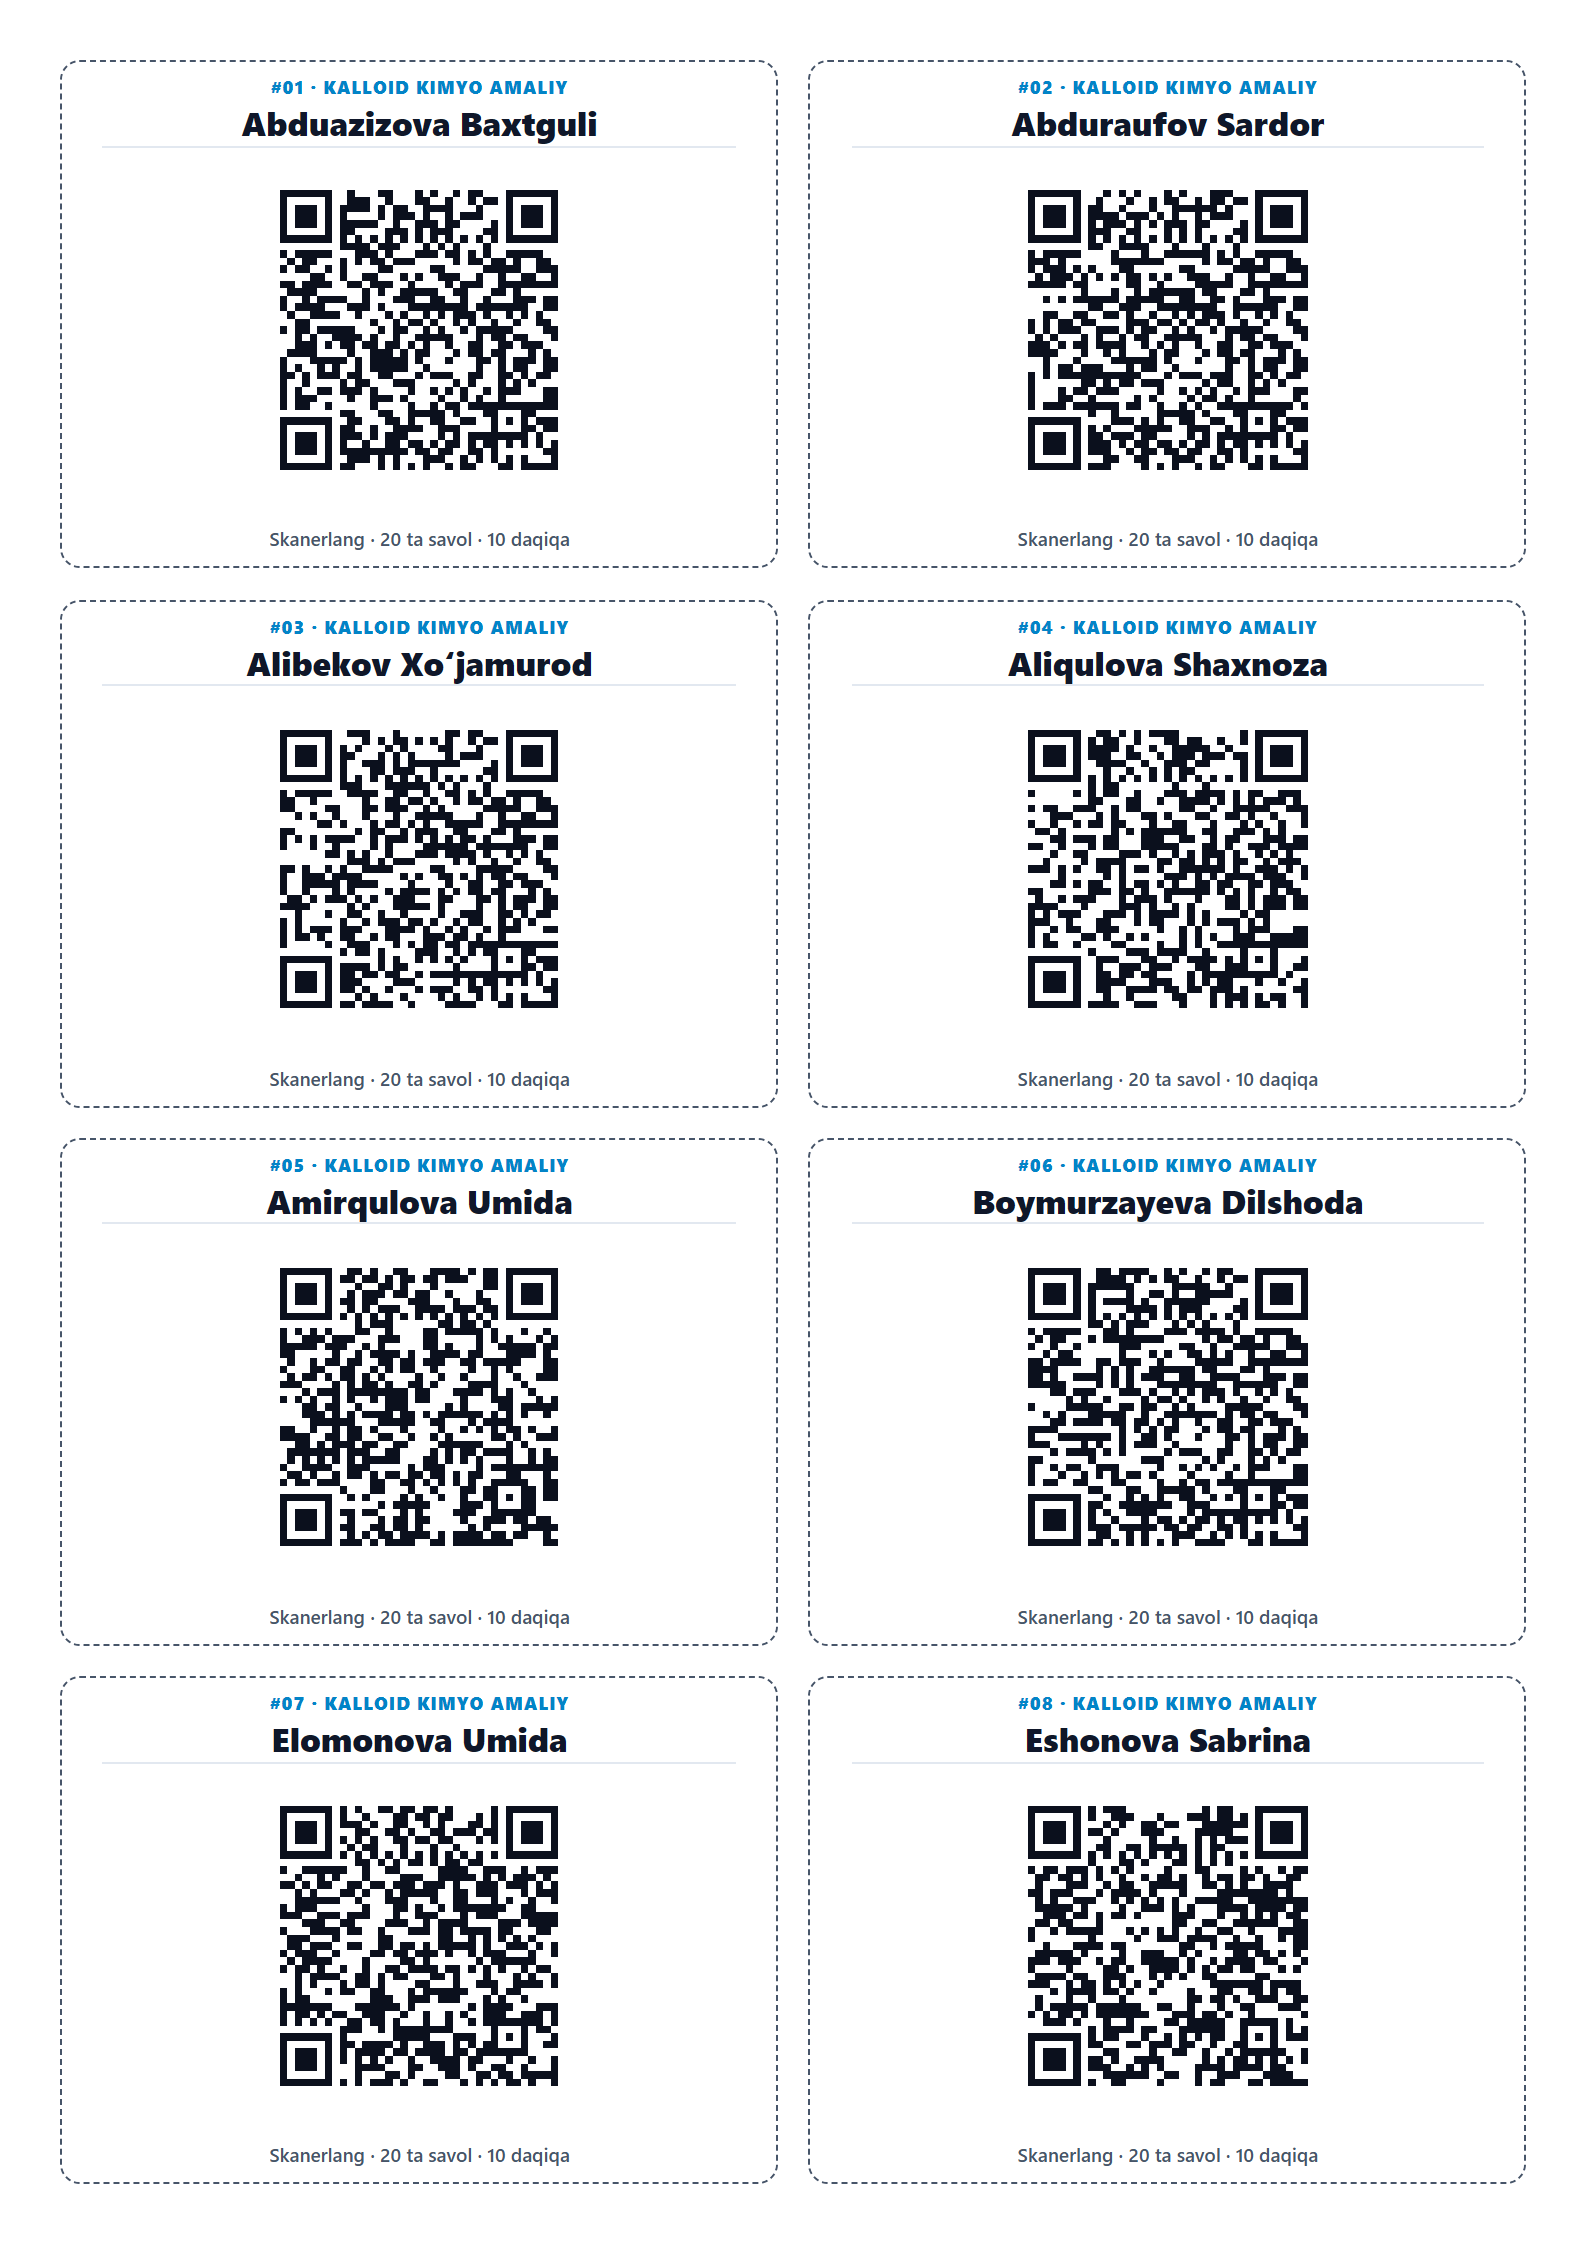 #01 · KALLOID KIMYO AMALIY
Abduazizova Baxtguli
Skanerlang · 20 ta savol · 10 daqiqa
#02 · KALLOID KIMYO AMALIY
Abduraufov Sardor
Skanerlang · 20 ta savol · 10 daqiqa
#03 · KALLOID KIMYO AMALIY
Alibekov Xo‘jamurod
Skanerlang · 20 ta savol · 10 daqiqa
#04 · KALLOID KIMYO AMALIY
Aliqulova Shaxnoza
Skanerlang · 20 ta savol · 10 daqiqa
#05 · KALLOID KIMYO AMALIY
Amirqulova Umida
Skanerlang · 20 ta savol · 10 daqiqa
#06 · KALLOID KIMYO AMALIY
Boymurzayeva Dilshoda
Skanerlang · 20 ta savol · 10 daqiqa
#07 · KALLOID KIMYO AMALIY
Elomonova Umida
Skanerlang · 20 ta savol · 10 daqiqa
#08 · KALLOID KIMYO AMALIY
Eshonova Sabrina
Skanerlang · 20 ta savol · 10 daqiqa